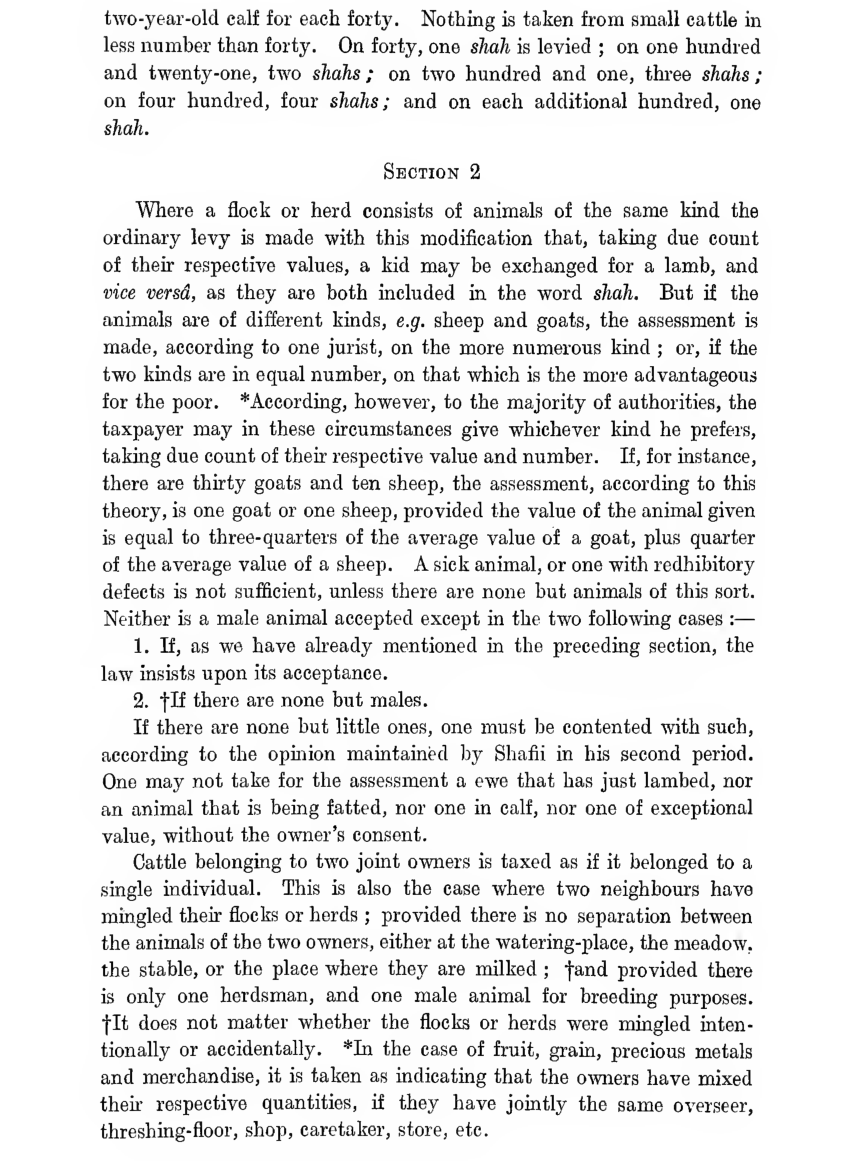 two-year-old calf for each forty. Nothing is taken from small cattle in
less number than forty. On forty, one shah is levied ; on one hundred
and twenty-one, two shahs ; on two hundred and one, three shahs ;
on four hundred, four shahs ; and on each additional hundred, one
shah.
SECTION 2
Where a flock or herd consists of animals of the same kind the
ordinary levy is made with this modification that, taking due count
of their respective values, a kid may be exchanged for a lamb, and
vice versâ, as they are both included in the word shah. But if the
animals are of different kinds, e.g. sheep and goats, the assessment is
made, according to one jurist, on the more numerous kind ; or, if the
two kinds are in equal number, on that which is the more advantageous
for the poor. *According, however, to the majority of authorities, the
taxpayer may in these circumstances give whichever kind he prefers,
taking due count of their respective value and number. If, for instance,
there are thirty goats and ten sheep, the assessment, according to this
theory, is one goat or one sheep, provided the value of the animal given
is equal to three-quarters of the average value of a goat, plus quarter
of the average value of a sheep. A sick animal, or one with redhibitory
defects is not sufficient, unless there are none but animals of this sort.
Neither is a male animal accepted except in the two following cases :—
1. If, as we have already mentioned in the preceding section, the
law insists upon its acceptance.
2. †If there are none but males.
If there are none but little ones, one must be contented with such,
according to the opinion maintained by Shafii in his second period.
One may not take for the assessment a ewe that has just lambed, nor
an animal that is being fatted, nor one in calf, nor one of exceptional
value, without the owner's consent.
Cattle belonging to two joint owners is taxed as if it belonged to a
single individual. This is also the case where two neighbours have
mingled their flocks or herds ; provided there is no separation between
the animals of the two owners, either at the watering-place, the meadow,
the stable, or the place where they are milked ; †and provided there
is only one herdsman, and one male animal for breeding purposes.
†It does not matter whether the flocks or herds were mingled inten-
tionally or accidentally. *In the case of fruit, grain, precious metals
and merchandise, it is taken as indicating that the owners have mixed
their respective quantities, if they have jointly the same overseer,
threshing-floor, shop, caretaker, store, etc.